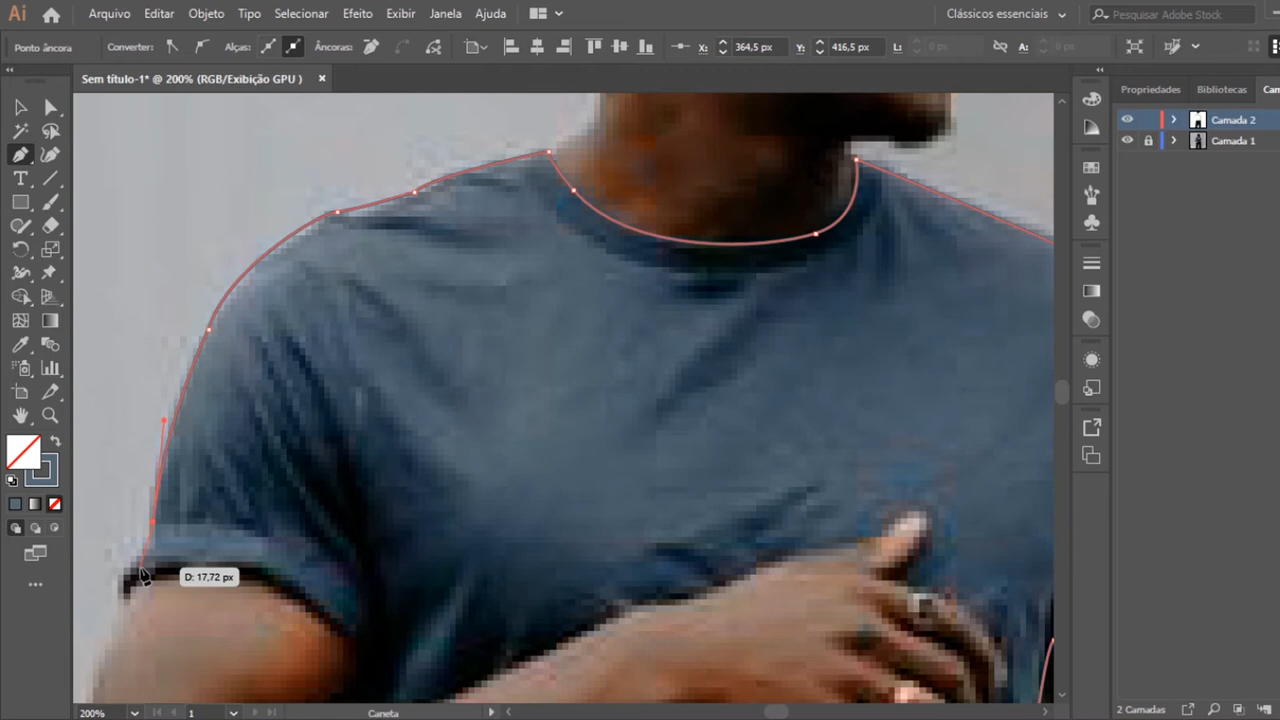 Ai Arquivo Editar Objeto Tipo Selecionar Efeito Exibir Janela Ajuda Clássicos essenciais Pesquisar Adobe Stock
Ponto âncora Converter: Alças: Âncoras: X: 364,5 px Y: 416,5 px L: 0 px A: 0 px
Sem título-1* @ 200% (RGB/Exibição GPU ) ×
Propriedades Bibliotecas Cam
Camada 2
Camada 1
T
D: 17,72 px
200% 1 Caneta 2 Camadas